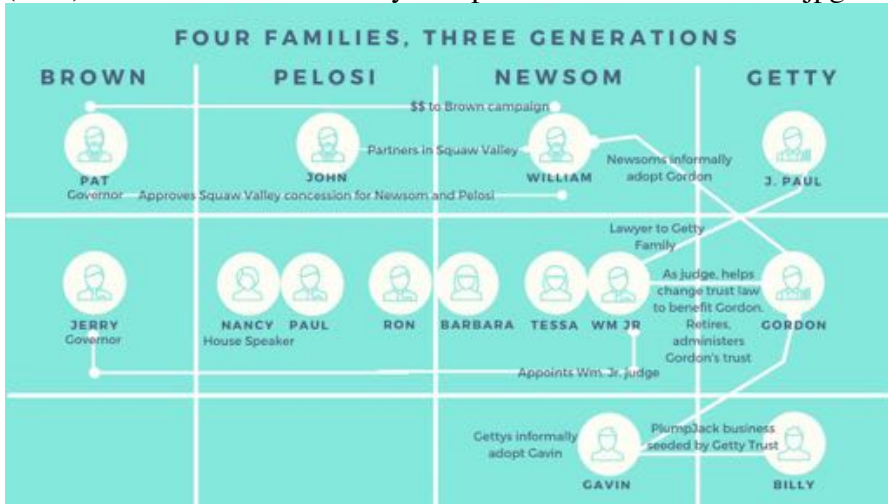 jpg
FOUR FAMILIES, THREE GENERATIONS
BROWN PELOSI NEWSOM GETTY
$$ to Brown campaign
Partners in Squaw Valley
Newsoms informally
adopt Gordon
PAT JOHN WILLIAM J. PAUL
Governor Approves Squaw Valley concession for Newsom and Pelosi
Lawyer to Getty
Family
As judge, helps
change trust law
to benefit Gordon.
Retires,
administers
Gordon's trust
JERRY NANCY PAUL RON BARBARA TESSA WM JR GORDON
Governor House Speaker
Appoints Wm. Jr. judge
Gettys informally
adopt Gavin
PlumpJack business
seeded by Getty Trust
GAVIN BILLY